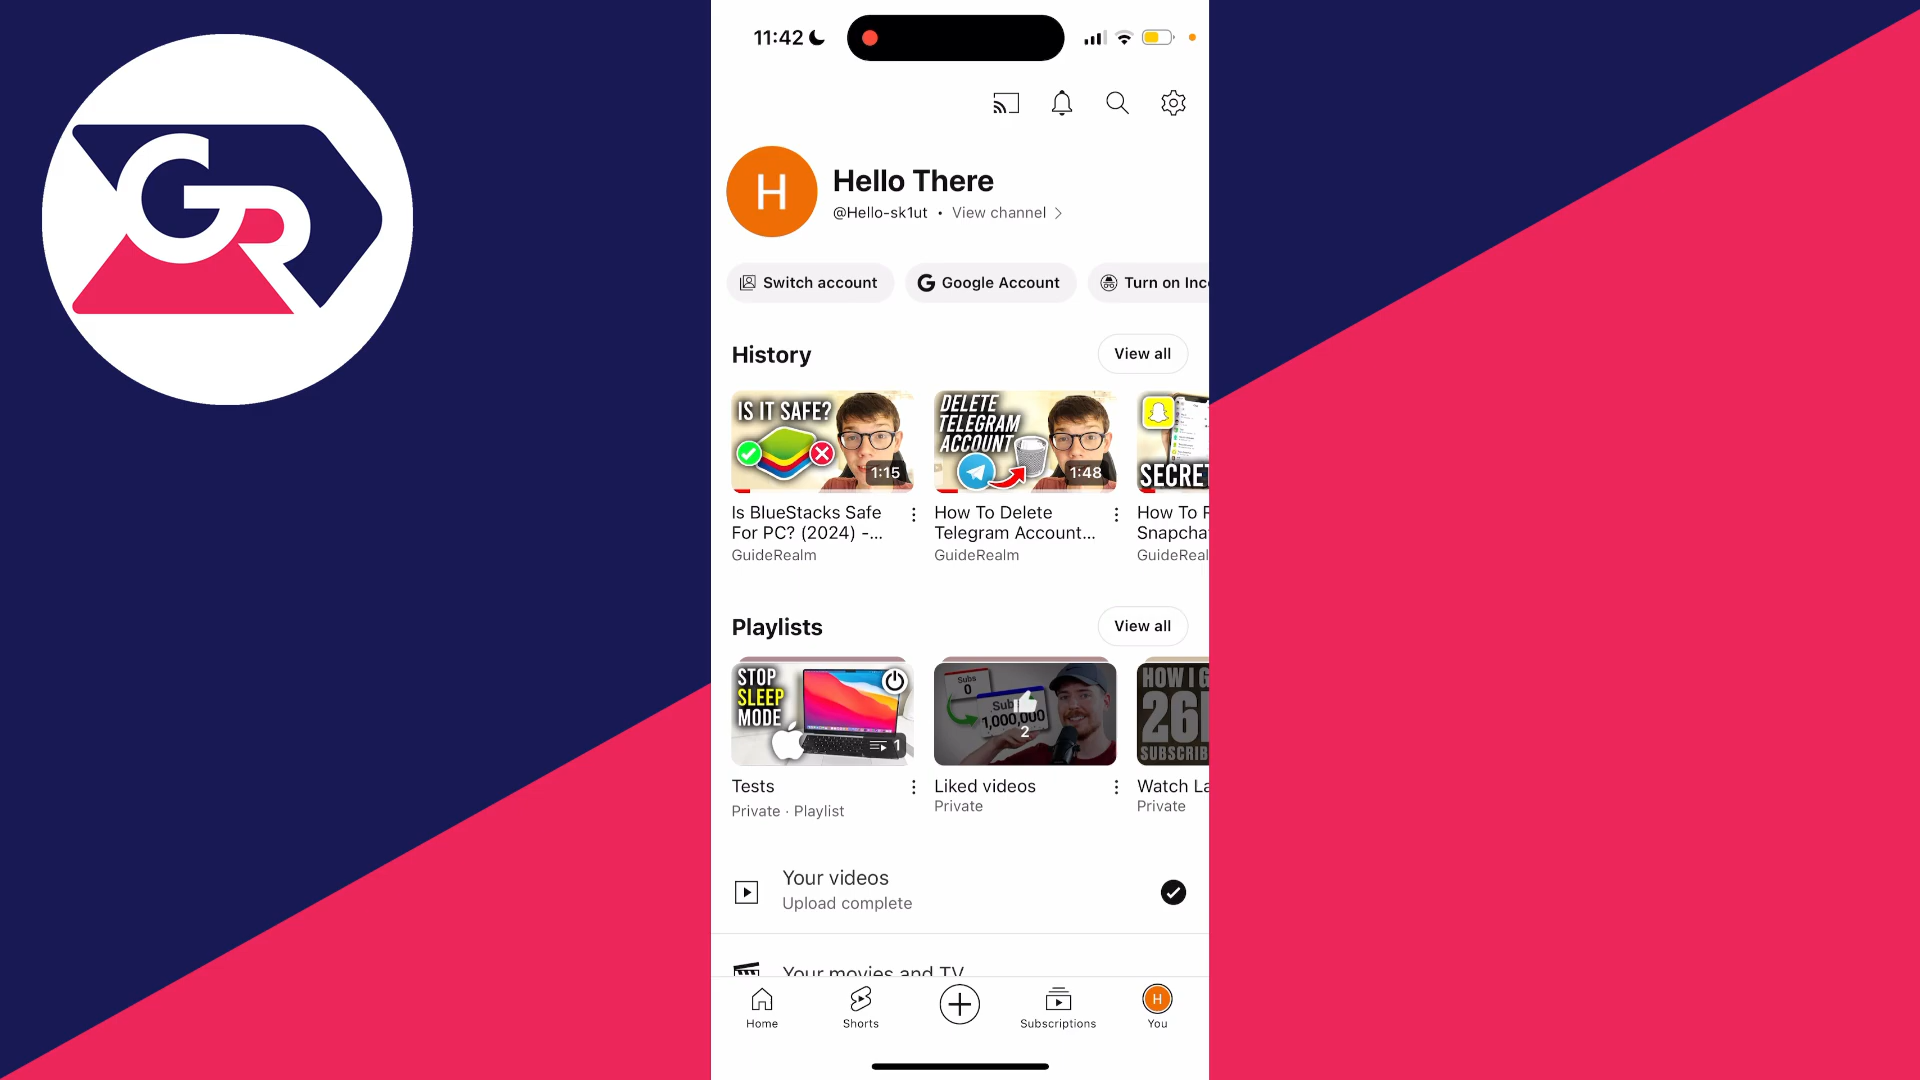 GR
11:42
H
Hello There
@Hello-sk1ut • View channel
Switch account
Google Account
Turn on Inc
History
View all
IS IT SAFE?
1:15
DELETE
TELEGRAM
ACCOUNT
1:48
SECRET
Is BlueStacks Safe
For PC? (2024) -...
GuideRealm
How To Delete
Telegram Account...
GuideRealm
How To
Snapcha
GuideReal
Playlists
View all
STOP
SLEEP
MODE
1
Subs
0
1,000,000
2
HOW I G
26
SUBSCRIB
Tests
Private · Playlist
Liked videos
Private
Watch La
Private
Your videos
Upload complete
Your movies and TV
Home
Shorts
Subscriptions
H
You